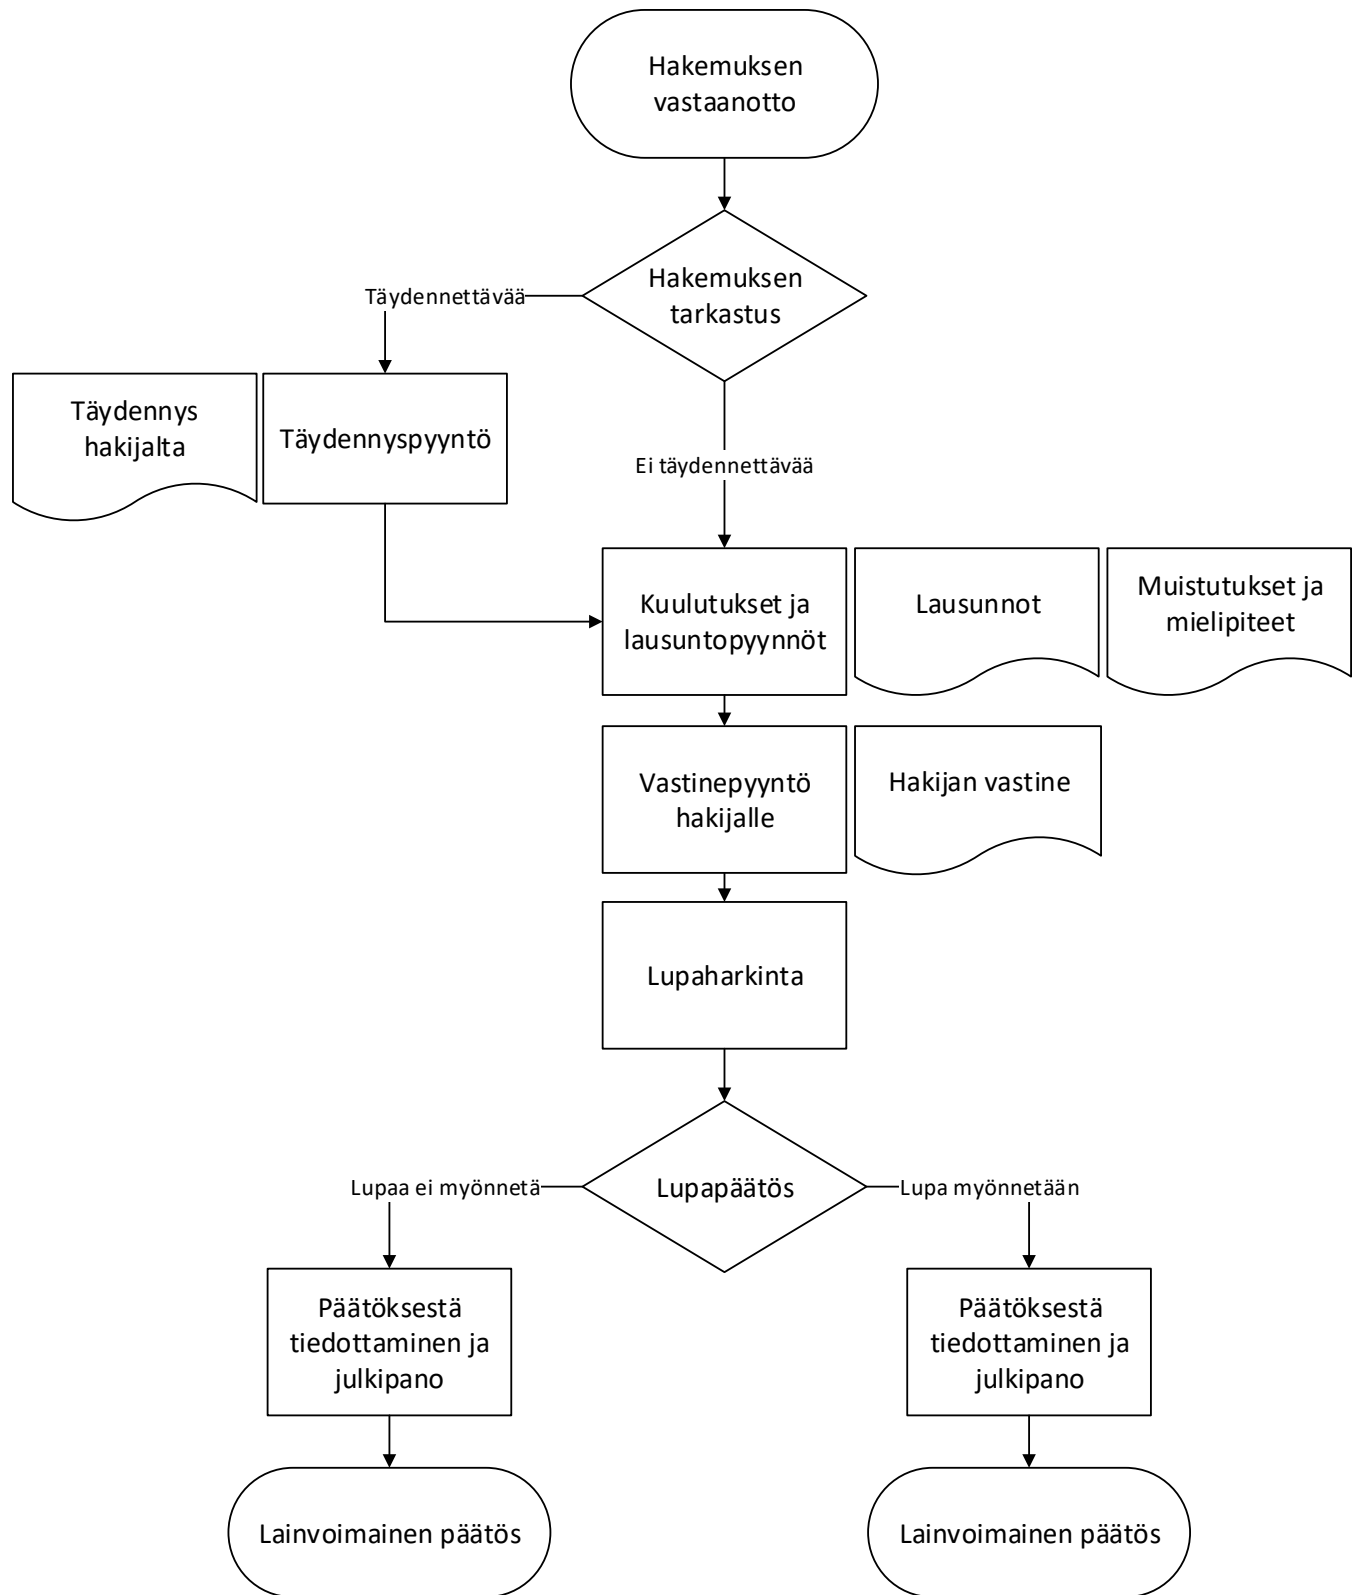 Hakemuksen
vastaanotto
Hakemuksen
tarkastus
Täydennettävää
Täydennys
hakijalta
Täydennyspyyntö
Ei täydennettävää
Kuulutukset ja
lausuntopyynnöt
Lausunnot
Muistutukset ja
mielipiteet
Vastinepyyntö
hakijalle
Hakijan vastine
Lupaharkinta
Lupapäätös
Lupaa ei myönnetä
Lupa myönnetään
Päätöksestä
tiedottaminen ja
julkipano
Päätöksestä
tiedottaminen ja
julkipano
Lainvoimainen päätös
Lainvoimainen päätös